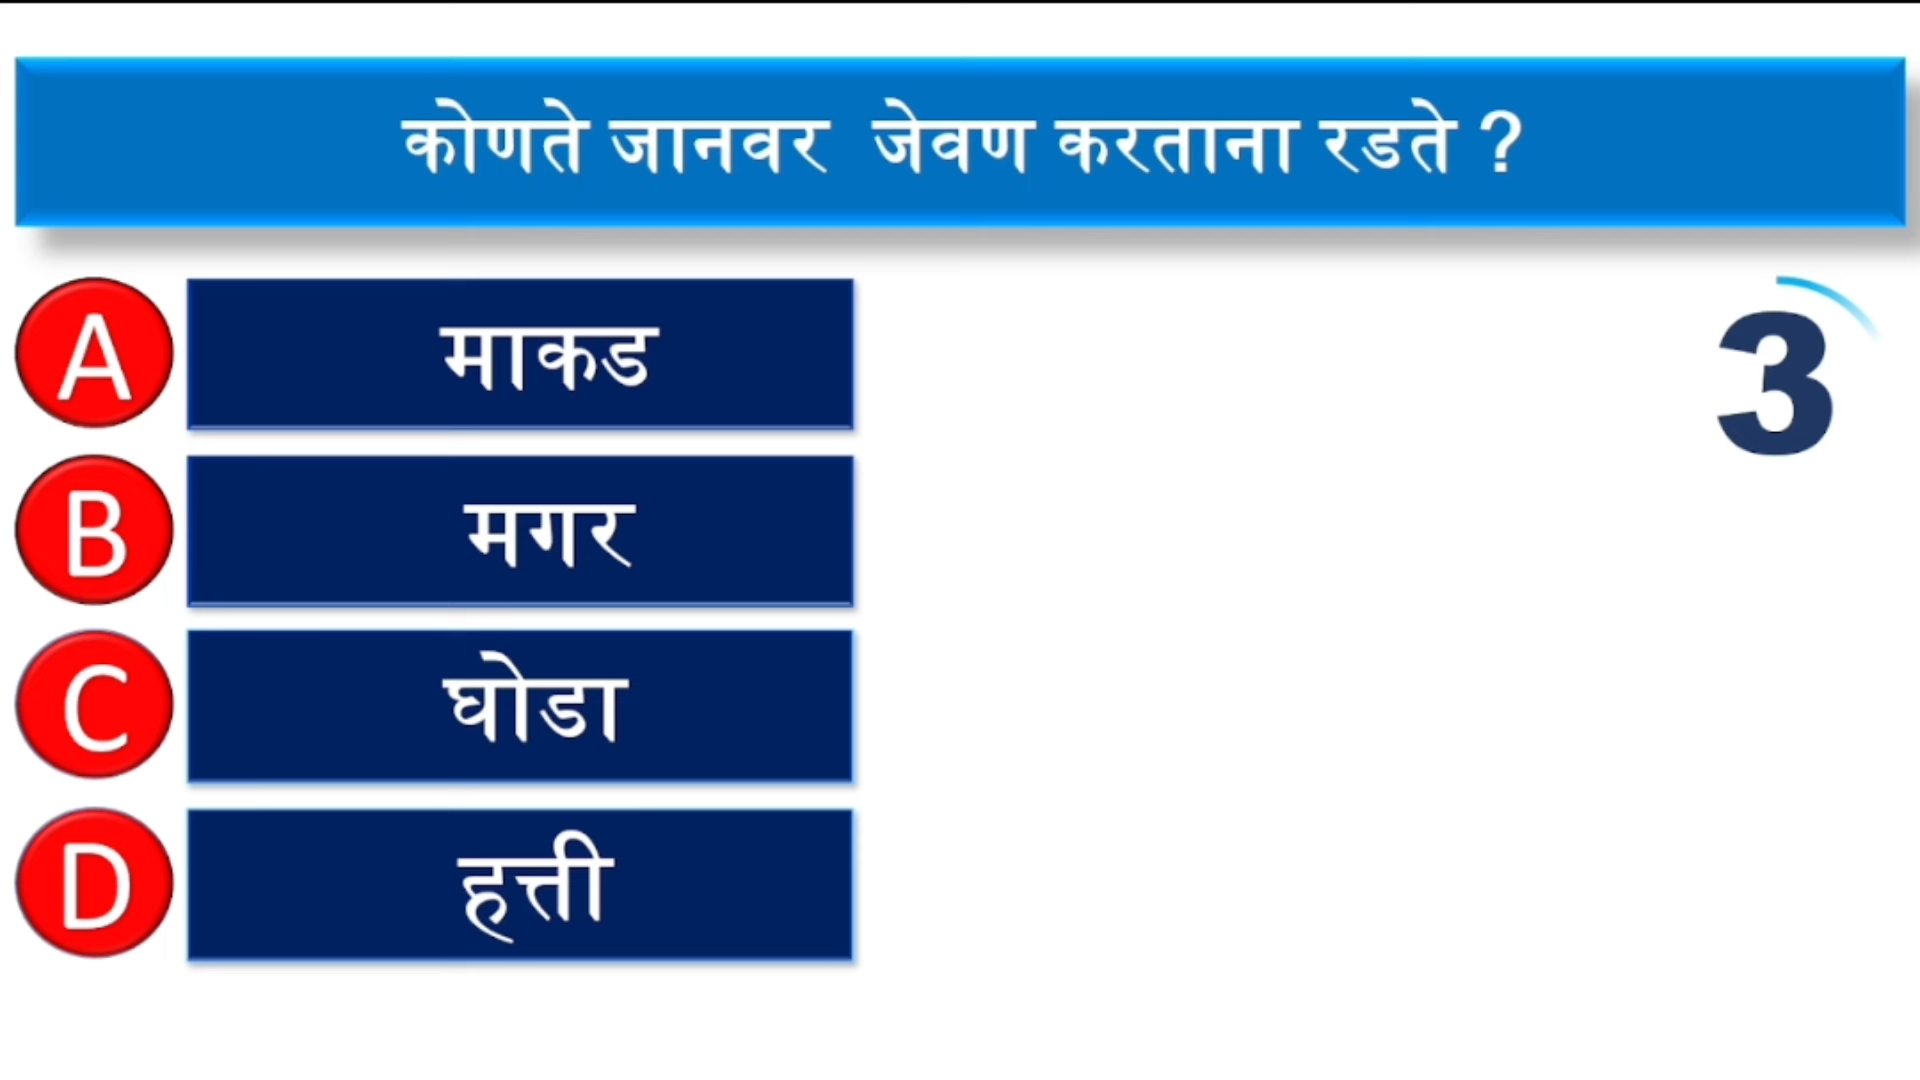 कोणते जानवर जेवण करताना रडते ?
A माकड
3
B मगर
C घोडा
D हत्ती